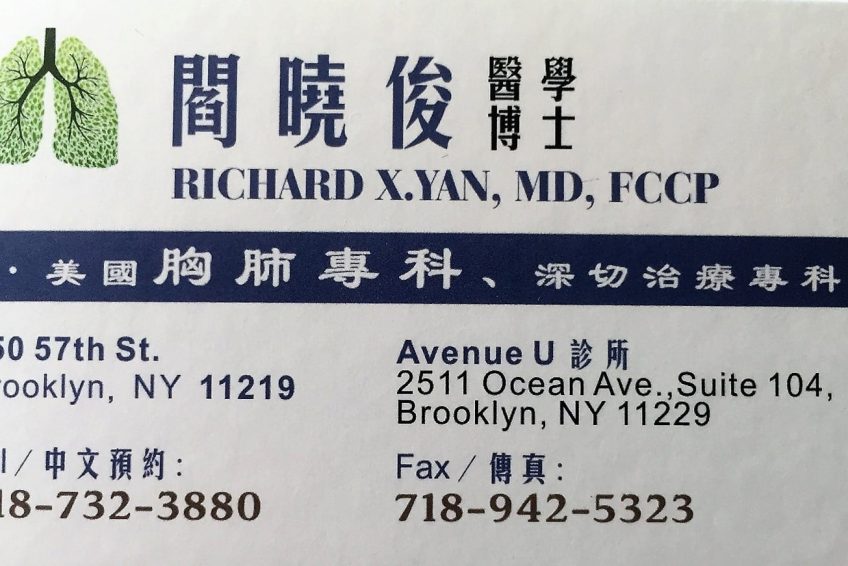 閻曉俊 醫學博士
RICHARD X.YAN, MD, FCCP
· 美國胸肺專科、深切治療專科
50 57th St.
rooklyn, NY 11219
Avenue U 診所
2511 Ocean Ave.,Suite 104,
Brooklyn, NY 11229
l / 中文預約:
18-732-3880
Fax / 傳真:
718-942-5323